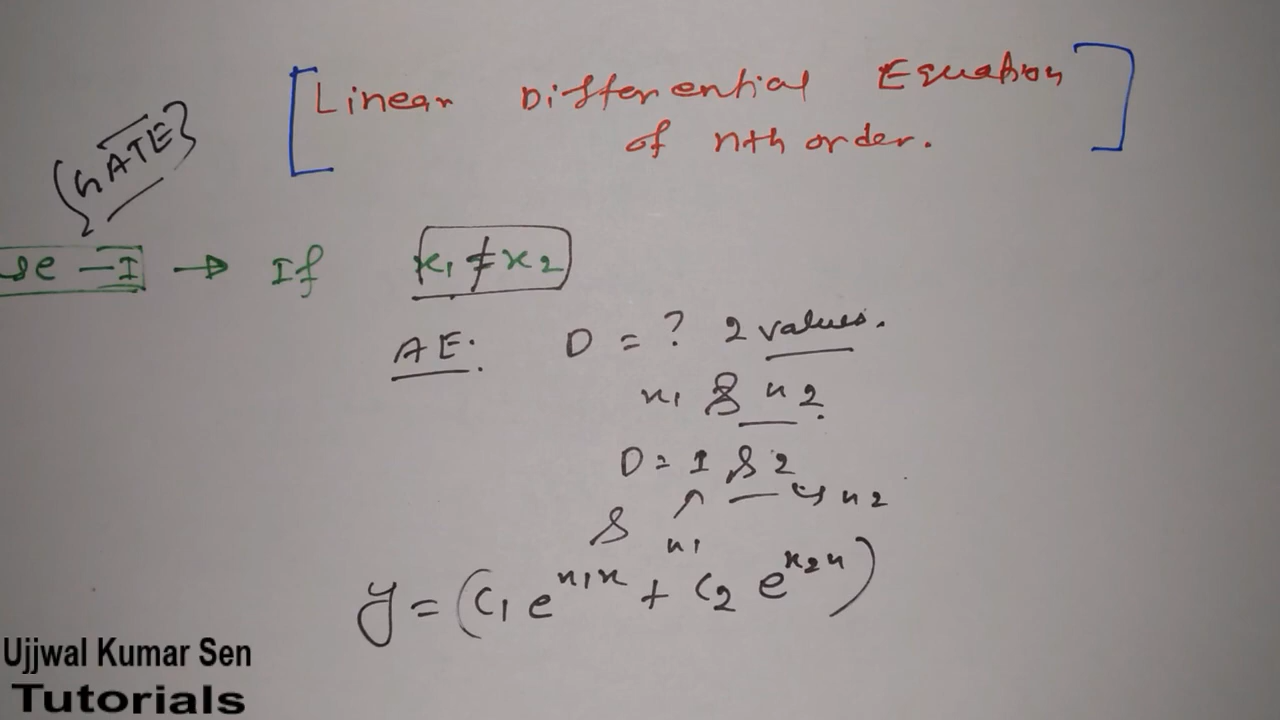 [Linear Differential Equation
of nth order.]
{GATE}
se - I → If x₁ ≠ x₂
AE: D = ? 2 values.
x₁ & x₂.
D = 1 & 2
& x₁ x₂
y = (C₁ e^{x₁x} + C₂ e^{x₂x})
Ujjwal Kumar Sen
Tutorials